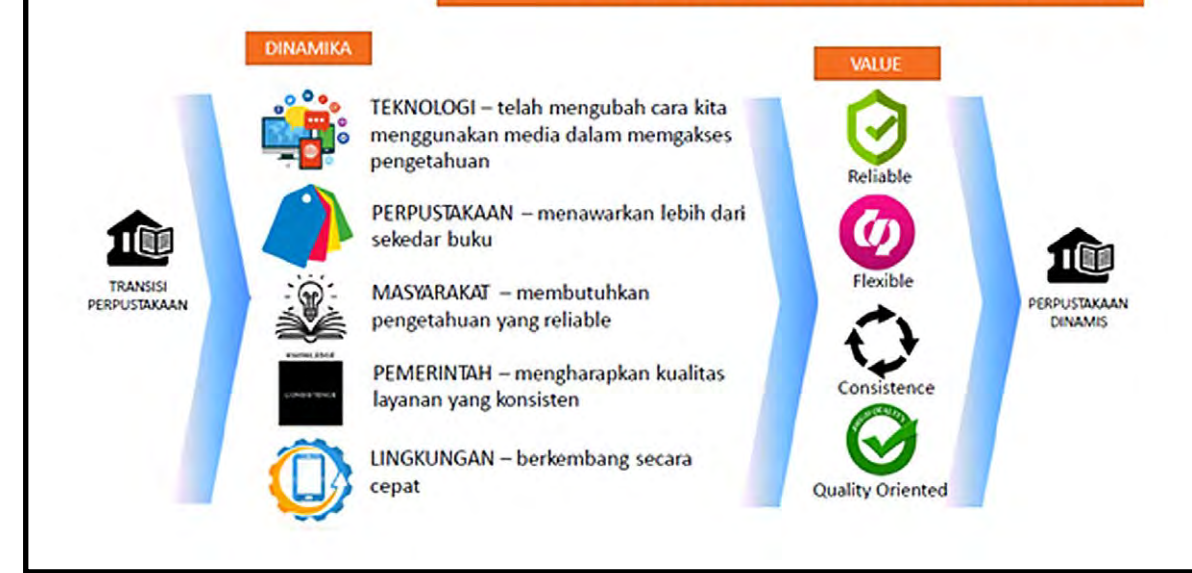 DINAMIKA
TEKNOLOGI – telah mengubah cara kita
menggunakan media dalam memgakses
pengetahuan
PERPUSTAKAAN – menawarkan lebih dari
sekedar buku
MASYARAKAT – membutuhkan
pengetahuan yang reliable
KNOWLEDGE
PEMERINTAH – mengharapkan kualitas
layanan yang konsisten
CONSISTENCE
LINGKUNGAN – berkembang secara
cepat
TRANSISI
PERPUSTAKAAN
VALUE
Reliable
Flexible
Consistence
Quality Oriented
PERPUSTAKAAN
DINAMIS